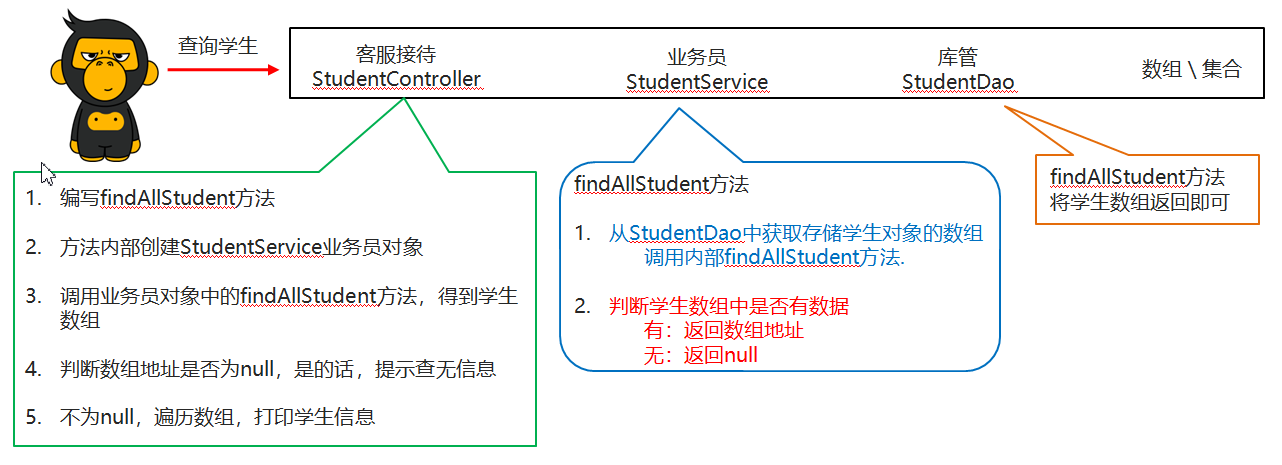 查询学生
客服接待
StudentController
业务员
StudentService
库管
StudentDao
数组 \ 集合
1. 编写findAllStudent方法
2. 方法内部创建StudentService业务员对象
3. 调用业务员对象中的findAllStudent方法，得到学生
数组
4. 判断数组地址是否为null，是的话，提示查无信息
5. 不为null，遍历数组，打印学生信息
findAllStudent方法
1. 从StudentDao中获取存储学生对象的数组
调用内部findAllStudent方法.
2. 判断学生数组中是否有数据
有：返回数组地址
无：返回null
findAllStudent方法
将学生数组返回即可